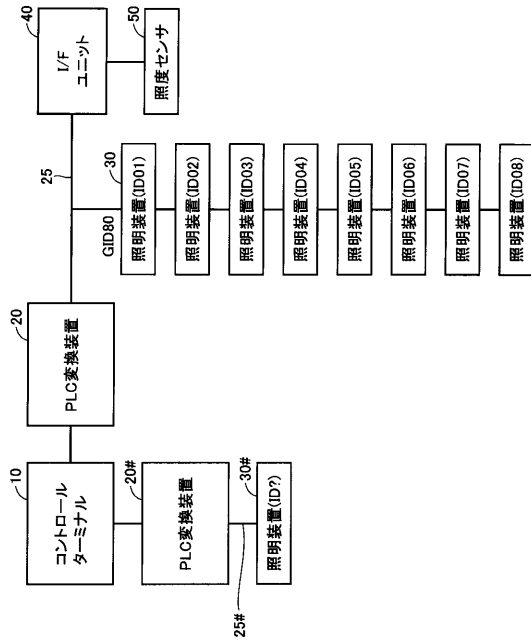 10
コントロール
ターミナル
20
PLC変換装置
25
40
I/F
ユニット
50
照度センサ
GID80
30
照明装置(ID01)
照明装置(ID02)
照明装置(ID03)
照明装置(ID04)
照明装置(ID05)
照明装置(ID06)
照明装置(ID07)
照明装置(ID08)
20#
PLC変換装置
25#
30#
照明装置(ID?)